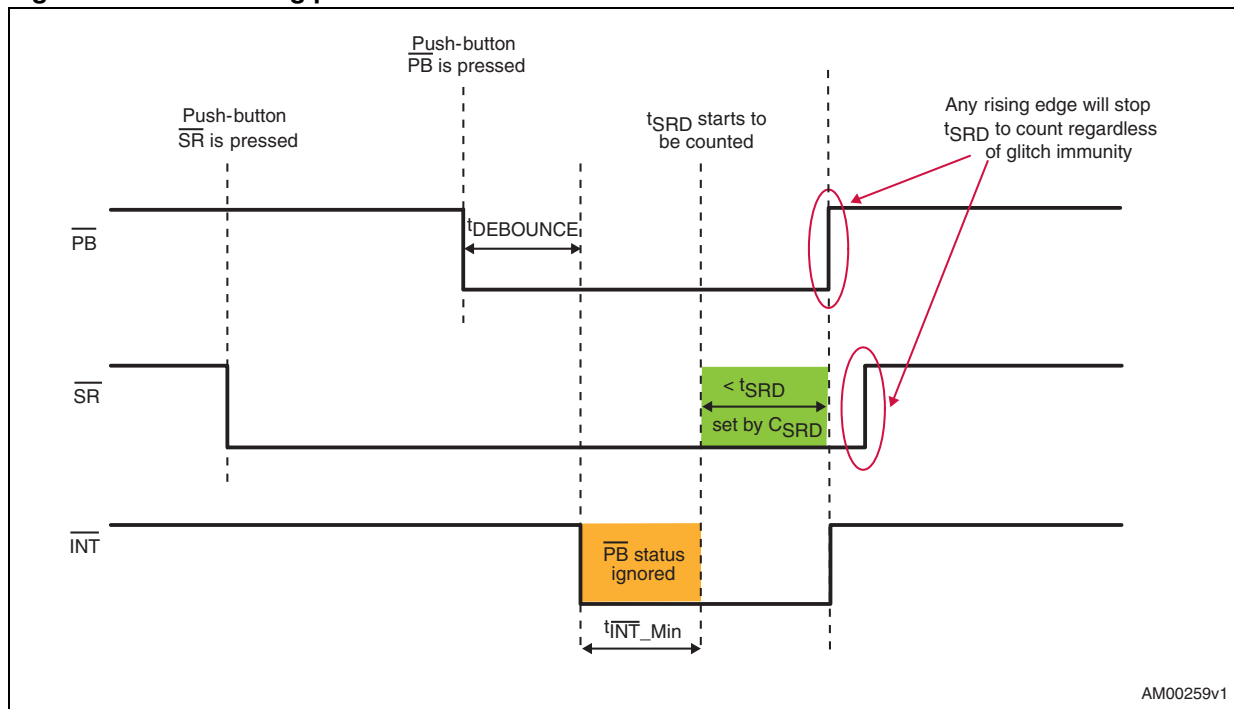 Push-button
PB is pressed
Push-button
SR is pressed
tSRD starts to
be counted
Any rising edge will stop
tSRD to count regardless
of glitch immunity
PB
tDEBOUNCE
SR
< tSRD
set by CSRD
INT
PB status
ignored
tINT_Min
AM00259v1